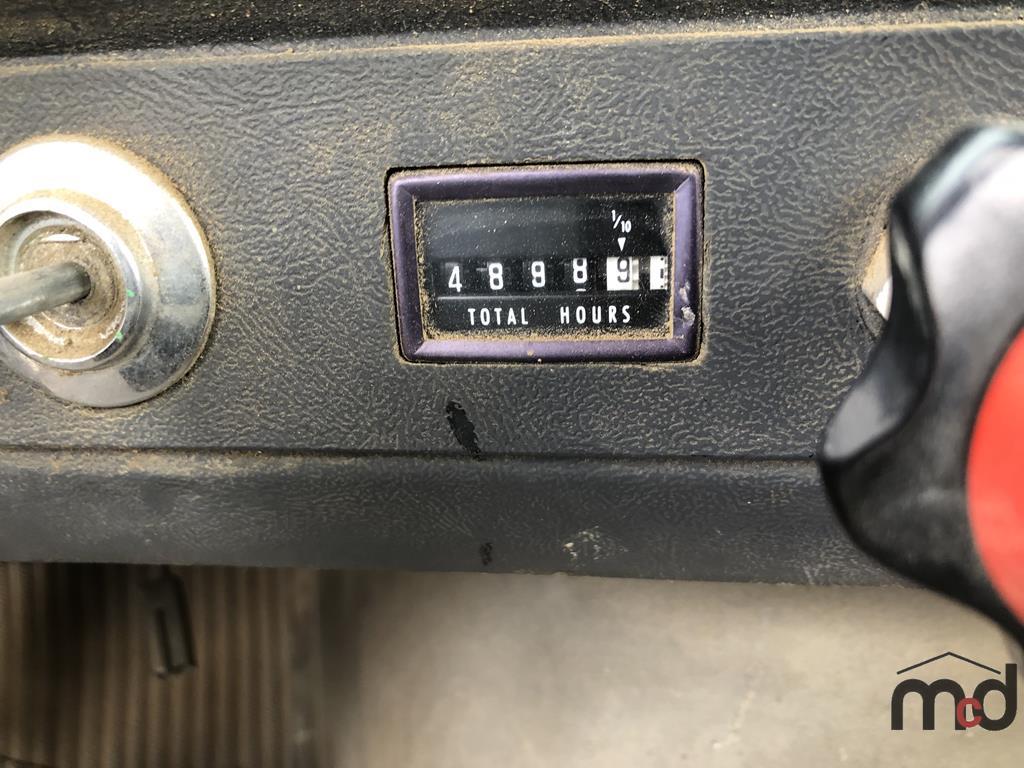 1/10
4 8 9 8 9
TOTAL HOURS
mcd